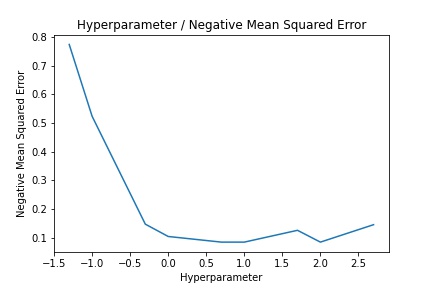 Hyperparameter / Negative Mean Squared Error
Negative Mean Squared Error
0.8
0.7
0.6
0.5
0.4
0.3
0.2
0.1
−1.5 −1.0 −0.5 0.0 0.5 1.0 1.5 2.0 2.5
Hyperparameter